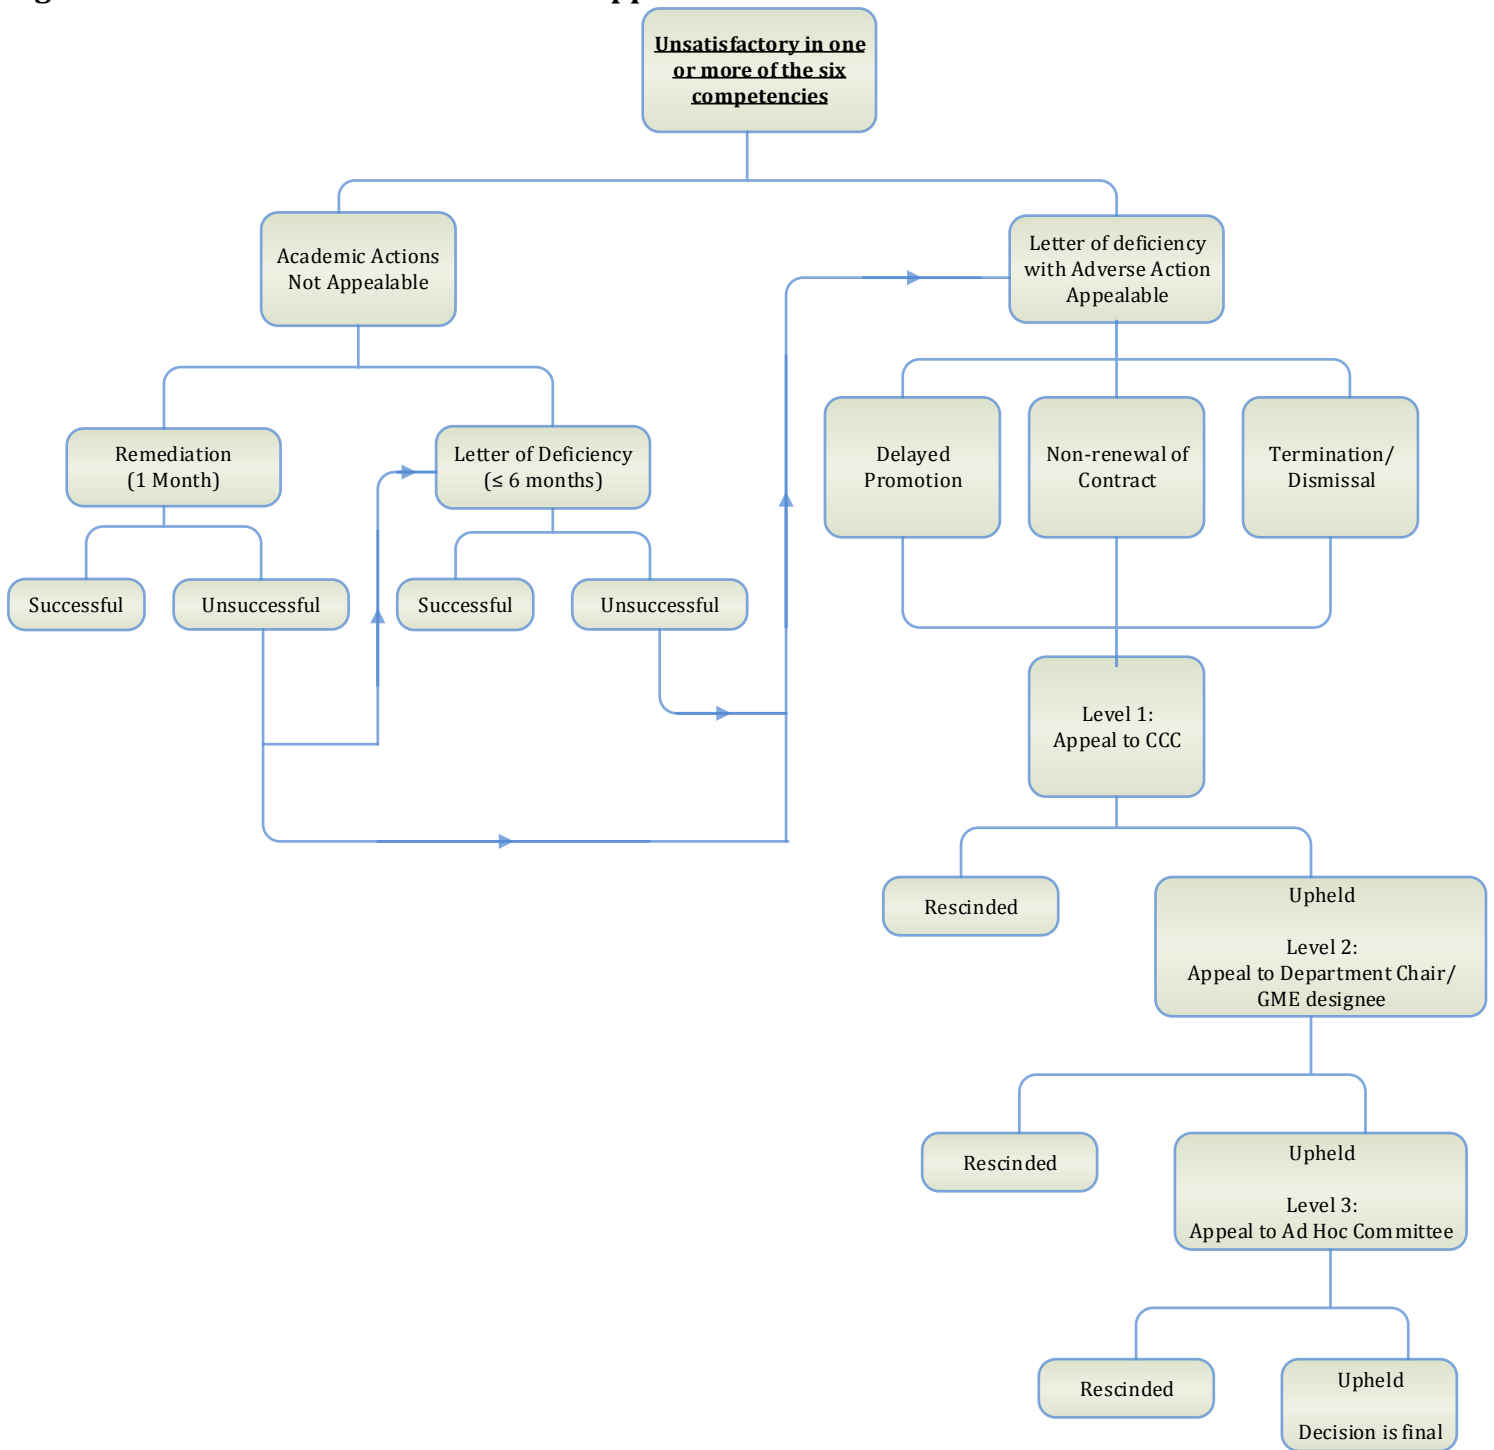 Unsatisfactory in one
or more of the six
competencies
Academic Actions
Not Appealable
Letter of deficiency
with Adverse Action
Appealable
Remediation
(1 Month)
Letter of Deficiency
(≤ 6 months)
Delayed
Promotion
Non-renewal of
Contract
Termination/
Dismissal
Successful
Unsuccessful
Successful
Unsuccessful
Level 1:
Appeal to CCC
Rescinded
Upheld
Level 2:
Appeal to Department Chair/
GME designee
Rescinded
Upheld
Level 3:
Appeal to Ad Hoc Committee
Rescinded
Upheld
Decision is final